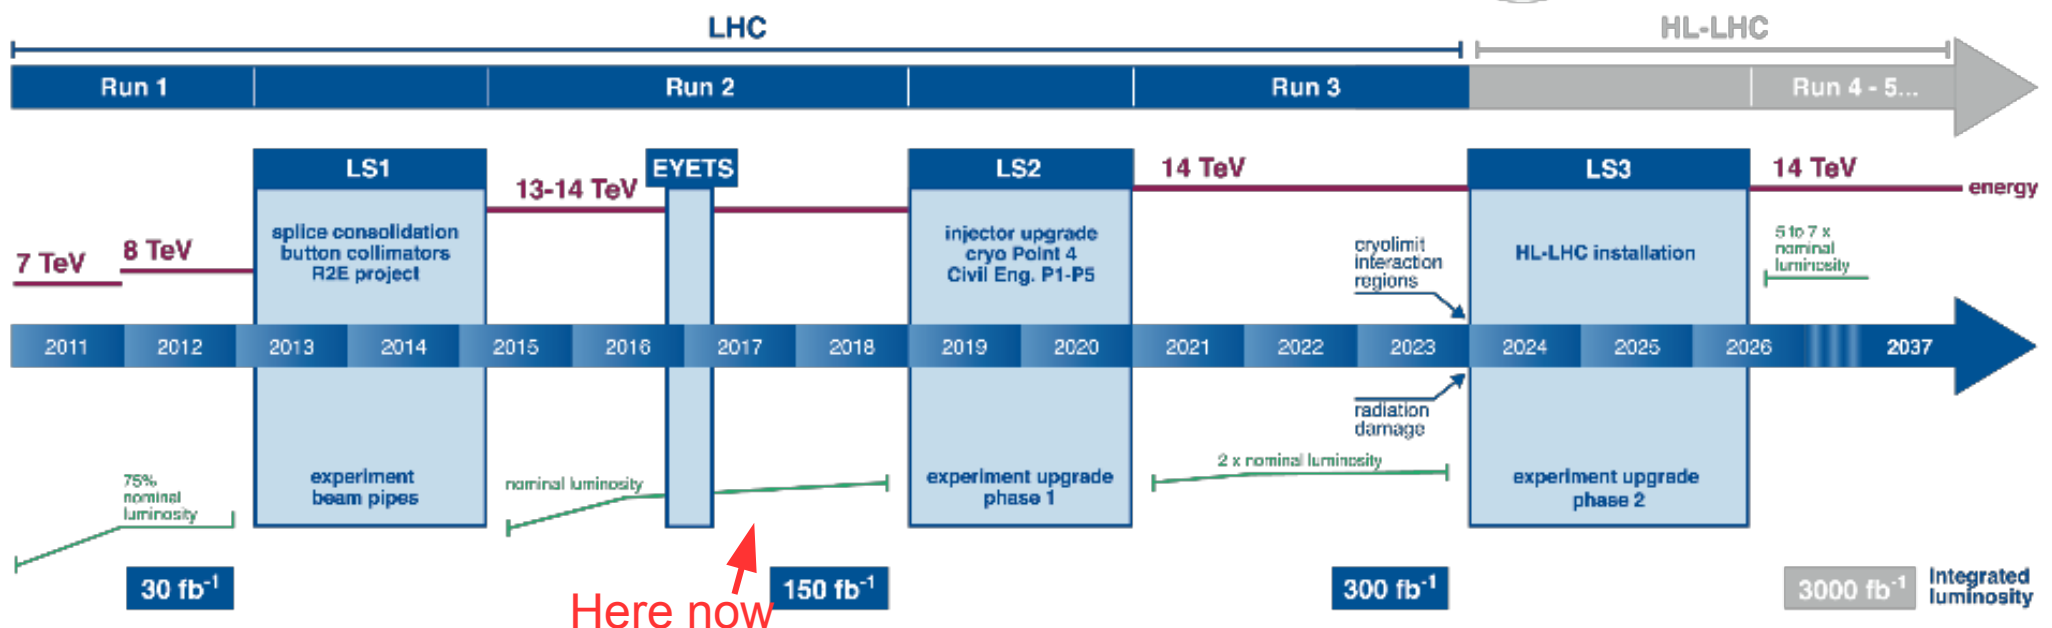 LHC
HL-LHC
Run 1
Run 2
Run 3
Run 4 - 5...
LS1
EYETS
LS2
14 TeV
LS3
14 TeV
13-14 TeV
energy
splice consolidation
button collimators
R2E project
injector upgrade
cryo Point 4
Civil Eng. P1-P5
cryolimit
interaction
regions
HL-LHC installation
5 to 7 x
nominal
luminosity
7 TeV
8 TeV
2011
2012
2013
2014
2015
2016
2017
2018
2019
2020
2021
2022
2023
2024
2025
2026
2037
radiation
damage
75%
nominal
luminosity
experiment
beam pipes
nominal luminosity
experiment upgrade
phase 1
2 x nominal luminosity
experiment upgrade
phase 2
30 fb-1
Here now
150 fb-1
300 fb-1
3000 fb-1
Integrated
luminosity